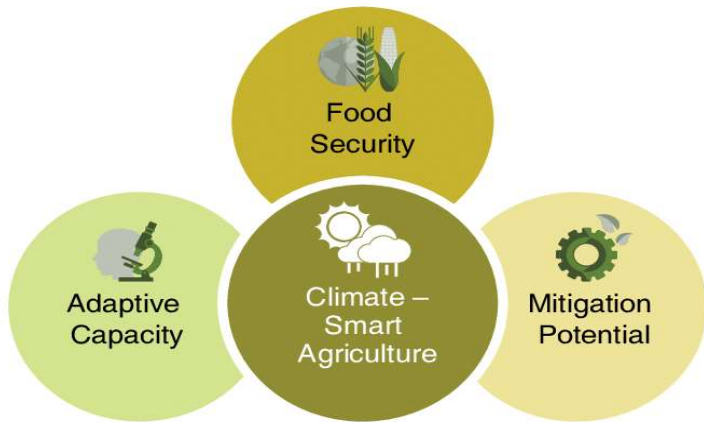 Food
Security
Adaptive
Capacity
Climate –
Smart
Agriculture
Mitigation
Potential